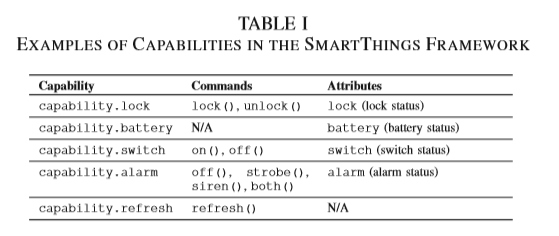 TABLE I
EXAMPLES OF CAPABILITIES IN THE SMARTTHINGS FRAMEWORK
Capability Commands Attributes
capability.lock lock(), unlock() lock (lock status)
capability.battery N/A battery (battery status)
capability.switch on(), off() switch (switch status)
capability.alarm off(), strobe(), alarm (alarm status)
siren(), both()
capability.refresh refresh() N/A